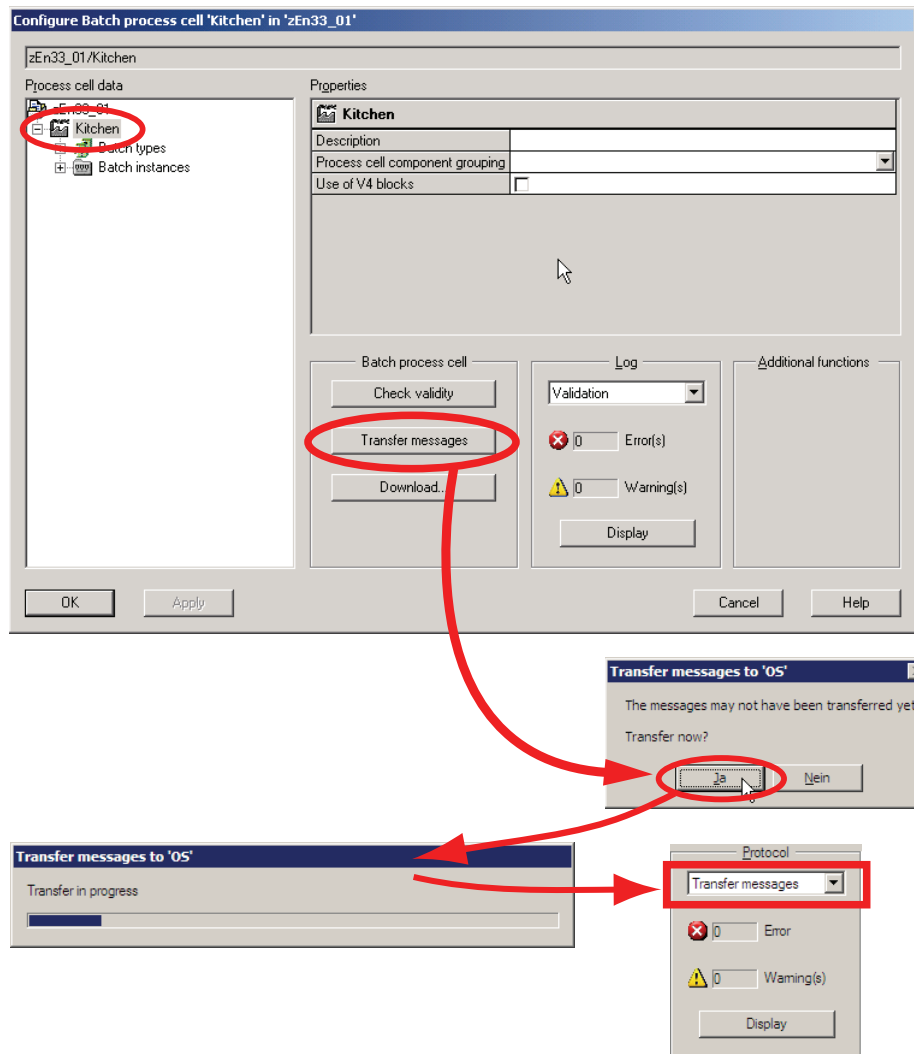 Configure Batch process cell 'Kitchen' in 'zEn33_01'
zEn33_01/Kitchen
Process cell data
zEn33_01
Kitchen
Batch types
Batch instances
Properties
Kitchen
Description
Process cell component grouping
Use of V4 blocks
Batch process cell
Check validity
Transfer messages
Download...
Log
Validation
0 Error(s)
0 Warning(s)
Display
Additional functions
OK Apply Cancel Help
Transfer messages to 'OS'
The messages may not have been transferred yet
Transfer now?
Ja Nein
Transfer messages to 'OS'
Transfer in progress
Protocol
Transfer messages
0 Error
0 Warning(s)
Display